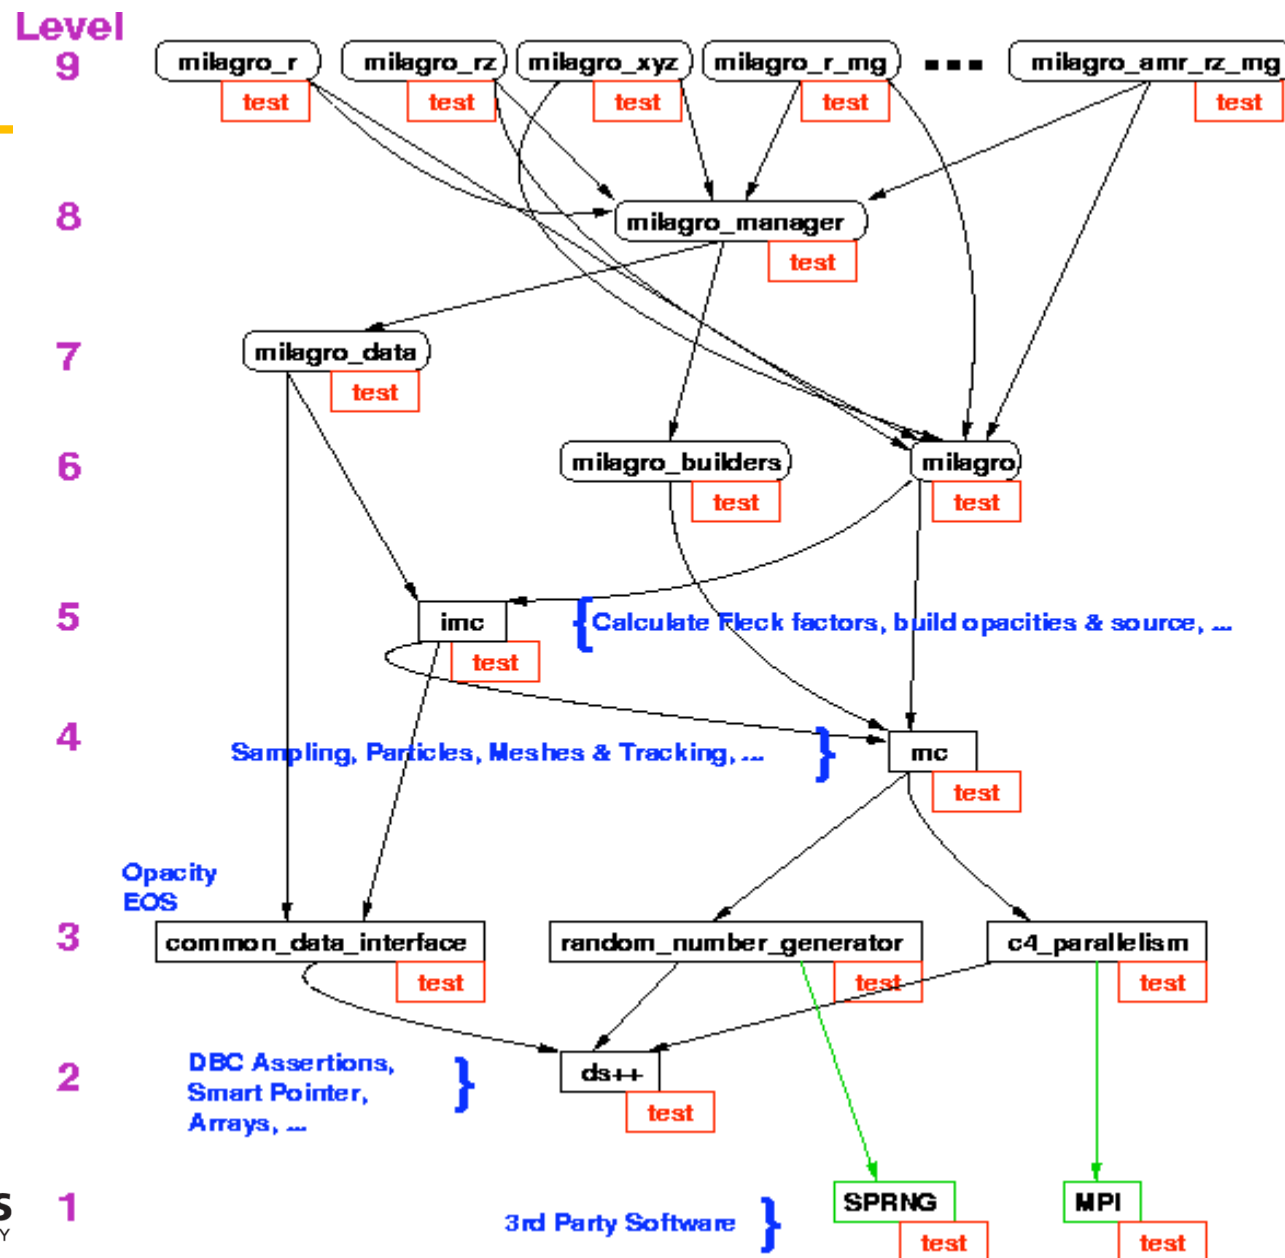 Level
9
milagro_r
milagro_rz
milagro_xyz
milagro_r_mg
...
milagro_amr_rz_mg
test
test
test
test
test
8
milagro_manager
test
7
milagro_data
test
6
milagro_builders
milagro
test
test
5
imc
{ Calculate Fleck factors, build opacities & source, ...
test
4
Sampling, Particles, Meshes & Tracking, ... }
mc
test
Opacity
EOS
3
common_data_interface
random_number_generator
c4_parallelism
test
test
test
2
DBC Assertions,
Smart Pointer,
Arrays, ...
}
ds++
test
1
3rd Party Software }
SPRNG
MPI
test
test
S
Y